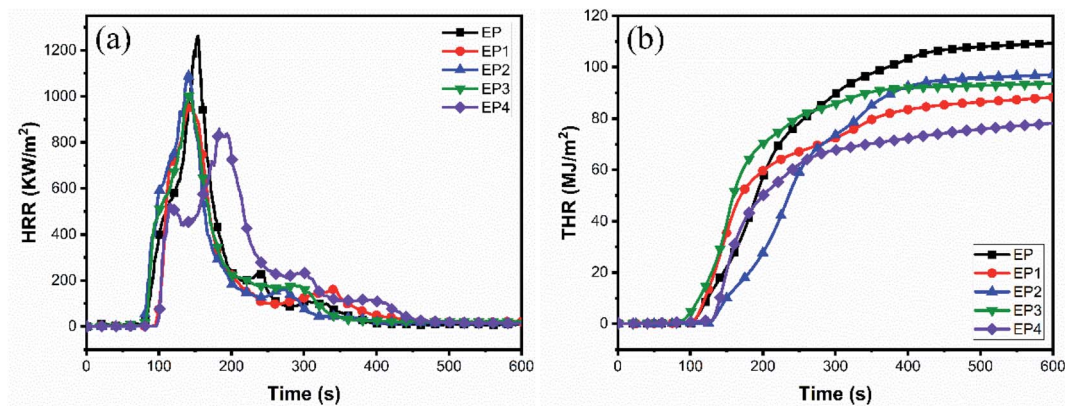 (a)
EP
EP1
EP2
EP3
EP4
HRR (KW/m²)
1200
1000
800
600
400
200
0
0 100 200 300 400 500 600
Time (s)
(b)
THR (MJ/m²)
120
100
80
60
40
20
0
EP
EP1
EP2
EP3
EP4
0 100 200 300 400 500 600
Time (s)